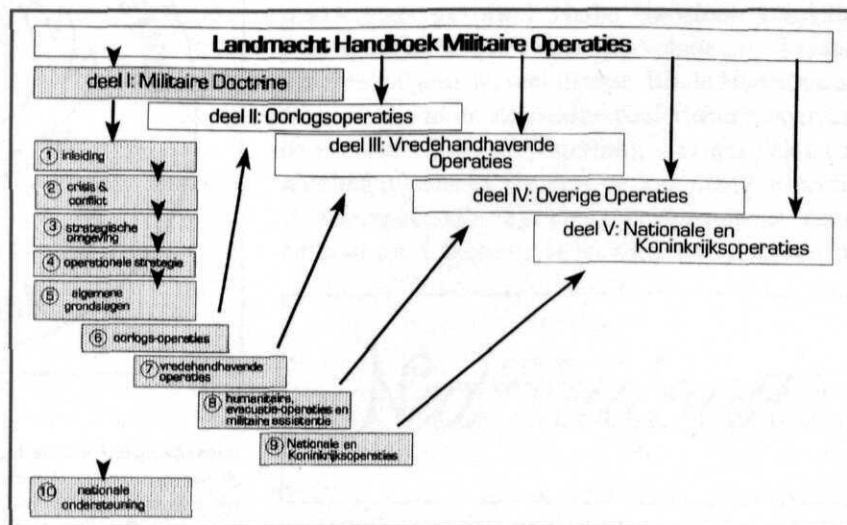 Landmacht Handboek Militaire Operaties
deel I: Militaire Doctrine
deel II: Oorlogsoperaties
deel III: Vredehandhavende
Operaties
deel IV: Overige Operaties
deel V: Nationale en
Koninkrijksoperaties
1 inleiding
2 crisis &
conflict
3 strategische
omgeving
4 operationele strategie
5 algemene
grondslagen
6 oorlogs-operaties
7 vredehandhavende
operaties
8 humanitaire,
evacuatie-operaties en
militaire assistentie
9 Nationale en
Koninkrijksoperaties
10 nationale
ondersteuning